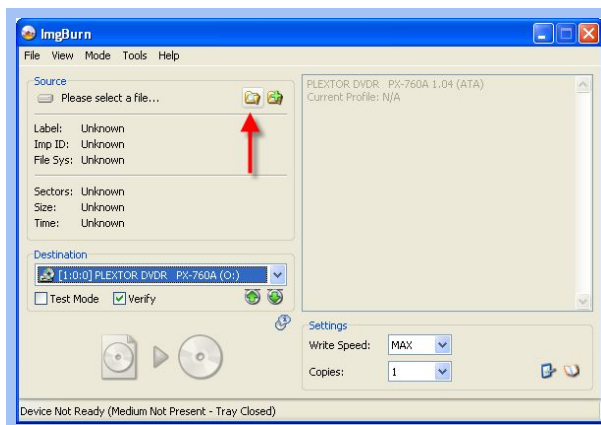 ImgBurn
File View Mode Tools Help
Source
Please select a file...
Label: Unknown
Imp ID: Unknown
File Sys: Unknown
Sectors: Unknown
Size: Unknown
Time: Unknown
Destination
[1:0:0] PLEXTOR DVDR PX-760A (O:)
Test Mode Verify
PLEXTOR DVDR PX-760A 1.04 (ATA)
Current Profile: N/A
Settings
Write Speed: MAX
Copies: 1
Device Not Ready (Medium Not Present - Tray Closed)